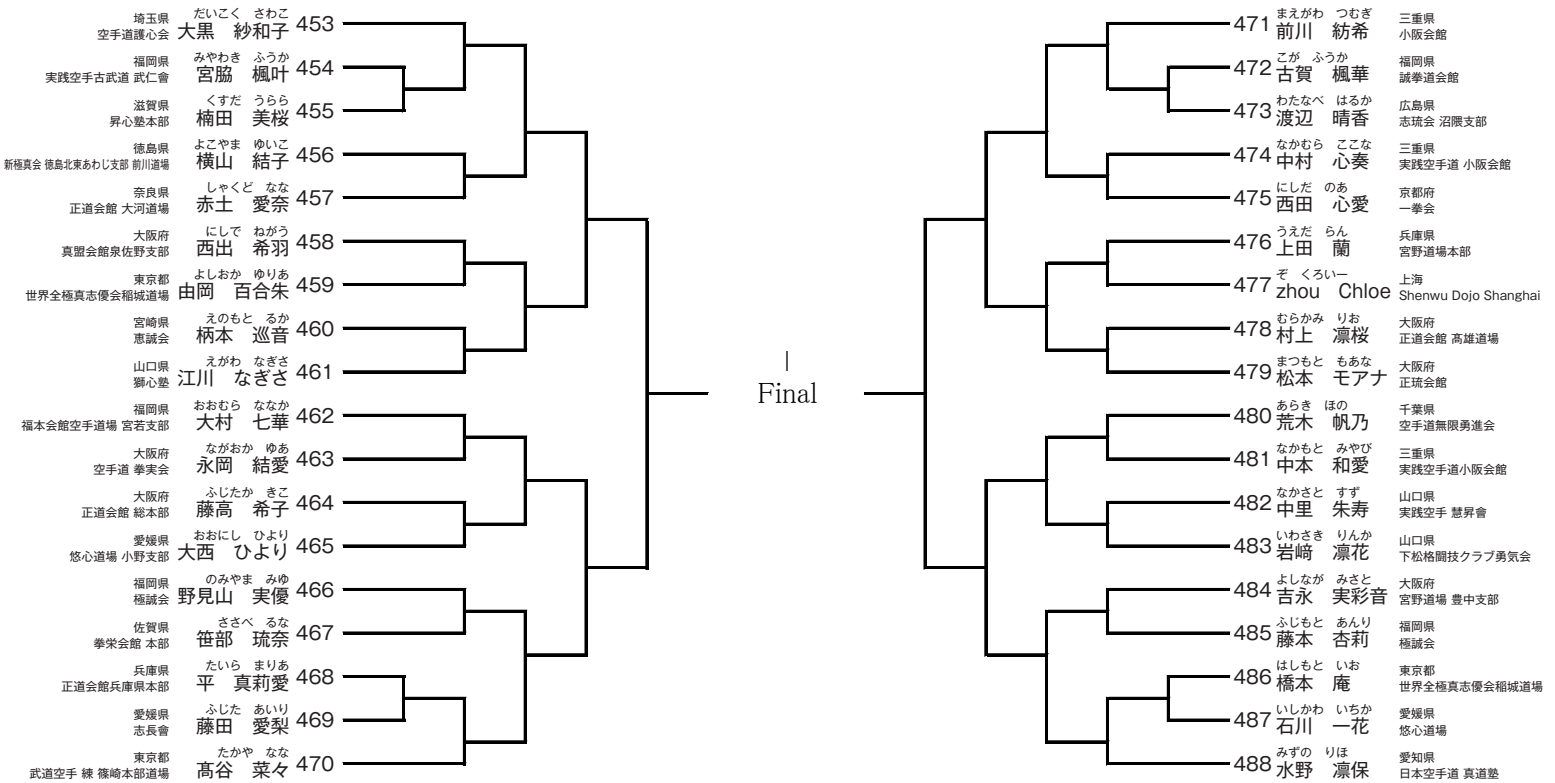 埼玉県
空手道護心会
だいこく さわこ
大黒 紗和子 453
福岡県
実践空手古武道 武仁會
みやわき ふうか
宮脇 楓叶 454
滋賀県
昇心塾本部
くすだ うらら
楠田 美桜 455
徳島県
新極真会 徳島北東あわじ支部 前川道場
よこやま ゆいこ
横山 結子 456
奈良県
正道会館 大河道場
しゃくど なな
赤土 愛奈 457
大阪府
真盟会館泉佐野支部
にしで ねがう
西出 希羽 458
東京都
世界全極真志優会稲城道場
よしおか ゆりあ
由岡 百合朱 459
宮崎県
恵誠会
えのもと るか
柄本 巡音 460
山口県
獅心塾
えがわ なぎさ
江川 なぎさ 461
福岡県
福本会館空手道場 宮若支部
おおむら ななか
大村 七華 462
大阪府
空手道 拳実会
ながおか ゆあ
永岡 結愛 463
大阪府
正道会館 総本部
ふじたか きこ
藤高 希子 464
愛媛県
悠心道場 小野支部
おおにし ひより
大西 ひより 465
福岡県
極誠会
のみやま みゆ
野見山 実優 466
佐賀県
拳栄会館 本部
ささべ るな
笹部 琉奈 467
兵庫県
正道会館兵庫県本部
たいら まりあ
平 真莉愛 468
愛媛県
志長會
ふじた あいり
藤田 愛梨 469
東京都
武道空手 練 篠崎本部道場
たかや なな
髙谷 菜々 470
Final
まえがわ つむぎ
471 前川 紡希
三重県
小阪会館
こが ふうか
472 古賀 楓華
福岡県
誠拳道会館
わたなべ はるか
473 渡辺 晴香
広島県
志琉会 沼隈支部
なかむら ここな
474 中村 心奏
三重県
実践空手道 小阪会館
にしだ のあ
475 西田 心愛
京都府
一拳会
うえだ らん
476 上田 蘭
兵庫県
宮野道場本部
ぞ くろいー
477 zhou Chloe
上海
Shenwu Dojo Shanghai
むらかみ りお
478 村上 凛桜
大阪府
正道会館 髙雄道場
まつもと もあな
479 松本 モアナ
大阪府
正琉会館
あらき ほの
480 荒木 帆乃
千葉県
空手道無限勇進会
なかもと みやび
481 中本 和愛
三重県
実践空手道小阪会館
なかさと すず
482 中里 朱寿
山口県
実践空手 慧昇會
いわさき りんか
483 岩﨑 凛花
山口県
下松格闘技クラブ勇気会
よしなが みさと
484 吉永 実彩音
大阪府
宮野道場 豊中支部
ふじもと あんり
485 藤本 杏莉
福岡県
極誠会
はしもと いお
486 橋本 庵
東京都
世界全極真志優会稲城道場
いしかわ いちか
487 石川 一花
愛媛県
悠心道場
みずの りほ
488 水野 凛保
愛知県
日本空手道 真道塾